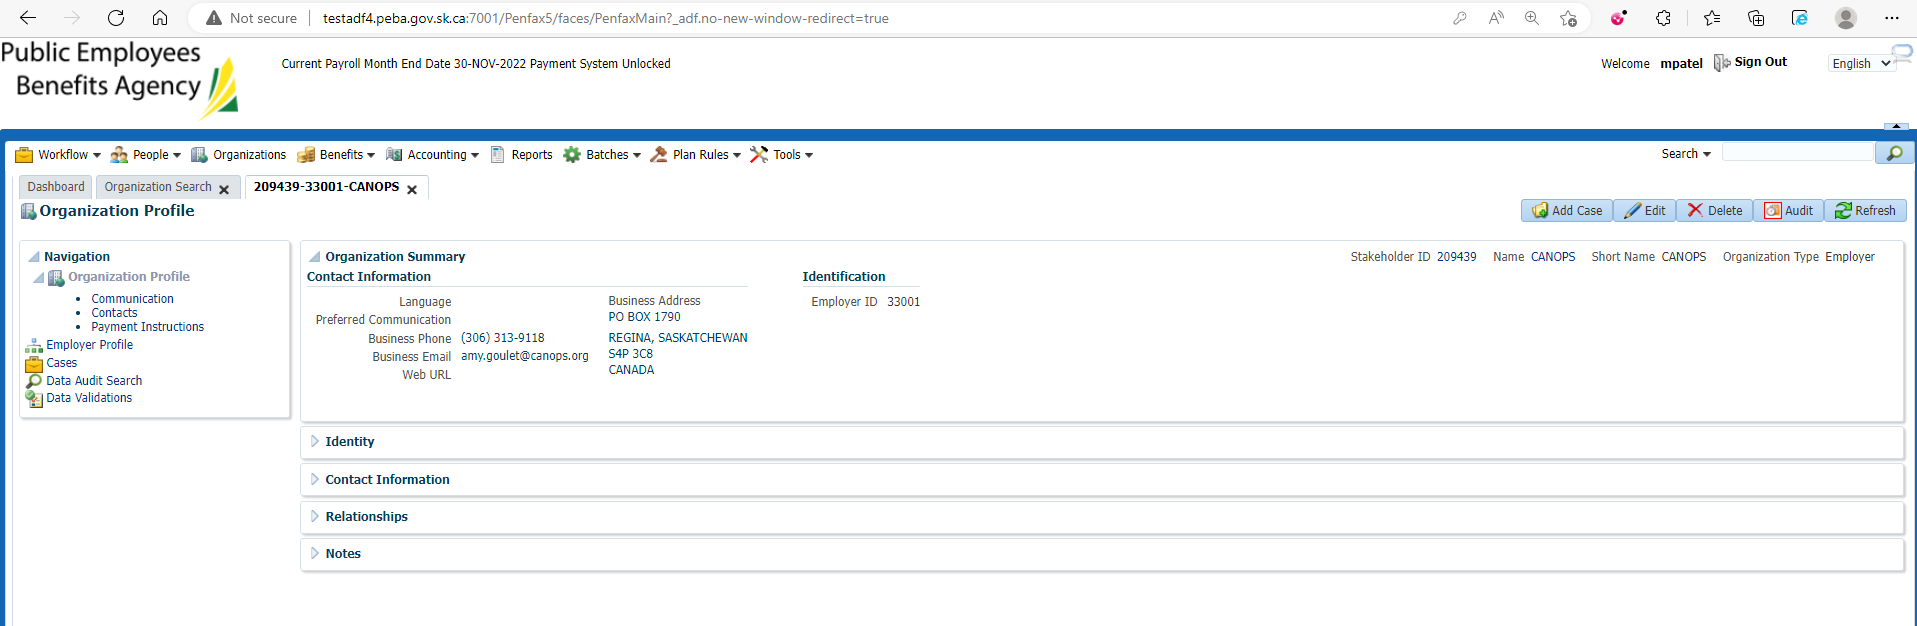 Not secure testadf4.peba.gov.sk.ca:7001/Penfax5/faces/PenfaxMain?_adf.no-new-window-redirect=true
Public Employees
Benefits Agency
Current Payroll Month End Date 30-NOV-2022 Payment System Unlocked
Welcome mpatel Sign Out English
Workflow People Organizations Benefits Accounting Reports Batches Plan Rules Tools Search
Dashboard Organization Search 209439-33001-CANOPS
Organization Profile
Add Case Edit Delete Audit Refresh
Navigation
Organization Profile
Communication
Contacts
Payment Instructions
Employer Profile
Cases
Data Audit Search
Data Validations
Organization Summary
Stakeholder ID 209439 Name CANOPS Short Name CANOPS Organization Type Employer
Contact Information
Language
Preferred Communication
Business Phone (306) 313-9118
Business Email amy.goulet@canops.org
Web URL
Business Address
PO BOX 1790
REGINA, SASKATCHEWAN
S4P 3C8
CANADA
Identification
Employer ID 33001
Identity
Contact Information
Relationships
Notes